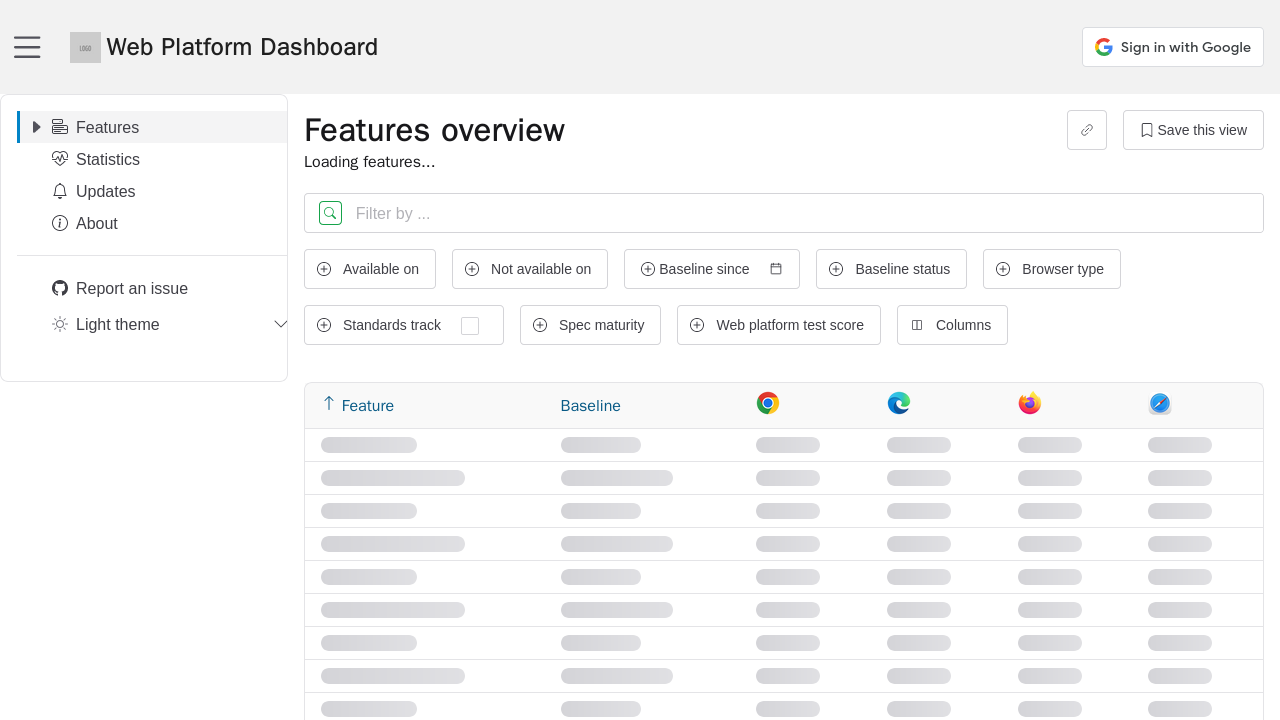 LOGO
Web Platform Dashboard
Sign in with Google
Features
Statistics
Updates
About
Report an issue
Light theme
Features overview
Loading features...
Save this view
Filter by ...
Available on
Not available on
Baseline since
Baseline status
Browser type
Standards track
Spec maturity
Web platform test score
Columns
Feature
Baseline